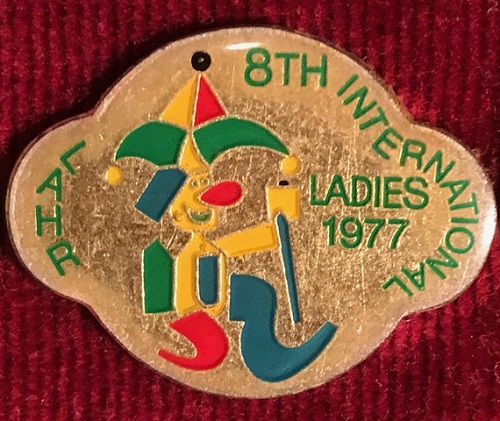 LAHR
8TH INTERNATIONAL
LADIES
1977